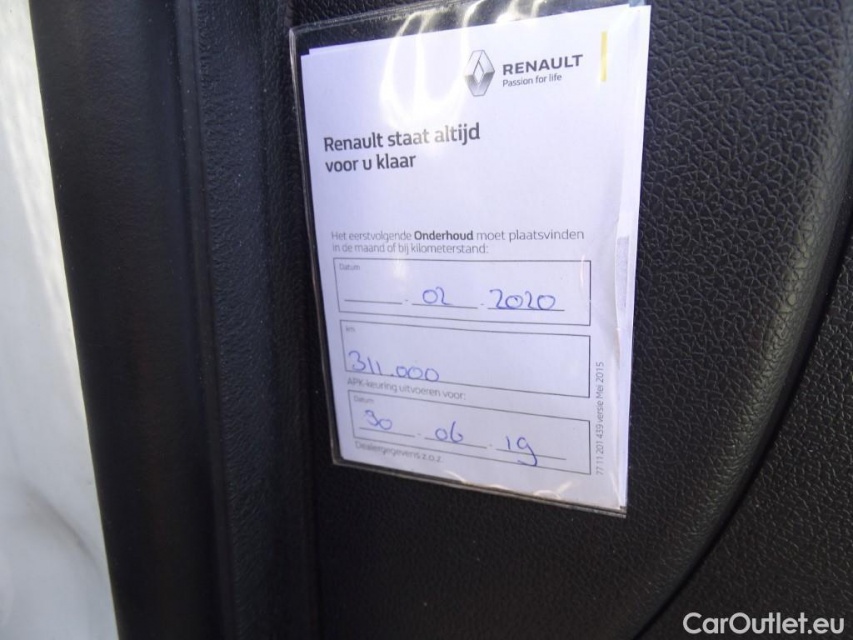 RENAULT
Passion for life
Renault staat altijd
voor u klaar
Het eerstvolgende Onderhoud moet plaatsvinden
in de maand of bij kilometerstand:
Datum
. 02 . 2020
km
311.000
APK-keuring uitvoeren voor:
Datum
30 . 06 . 19
Dealergegevens z.o.z.
77 11 201 439 versie Mei 2015
CarOutlet.eu